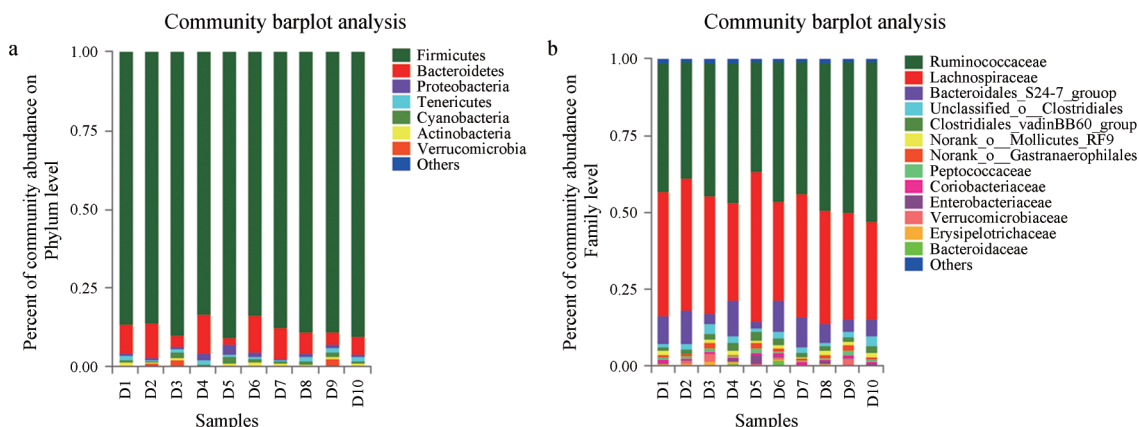 Community barplot analysis
a
Percent of community abundance on
Phylum level
1.00
0.75
0.50
0.25
0.00
D1
D2
D3
D4
D5
D6
D7
D8
D9
D10
Samples
Firmicutes
Bacteroidetes
Proteobacteria
Tenericutes
Cyanobacteria
Actinobacteria
Verrucomicrobia
Others
Community barplot analysis
b
Percent of community abundance on
Family level
1.00
0.75
0.50
0.25
0.00
D1
D2
D3
D4
D5
D6
D7
D8
D9
D10
Samples
Ruminococcaceae
Lachnospiraceae
Bacteroidales_S24-7_grouop
Unclassified_o__Clostridiales
Clostridiales_vadinBB60_group
Norank_o__Mollicutes_RF9
Norank_o__Gastranaerophilales
Peptococcaceae
Coriobacteriaceae
Enterobacteriaceae
Verrucomicrobiaceae
Erysipelotrichaceae
Bacteroidaceae
Others